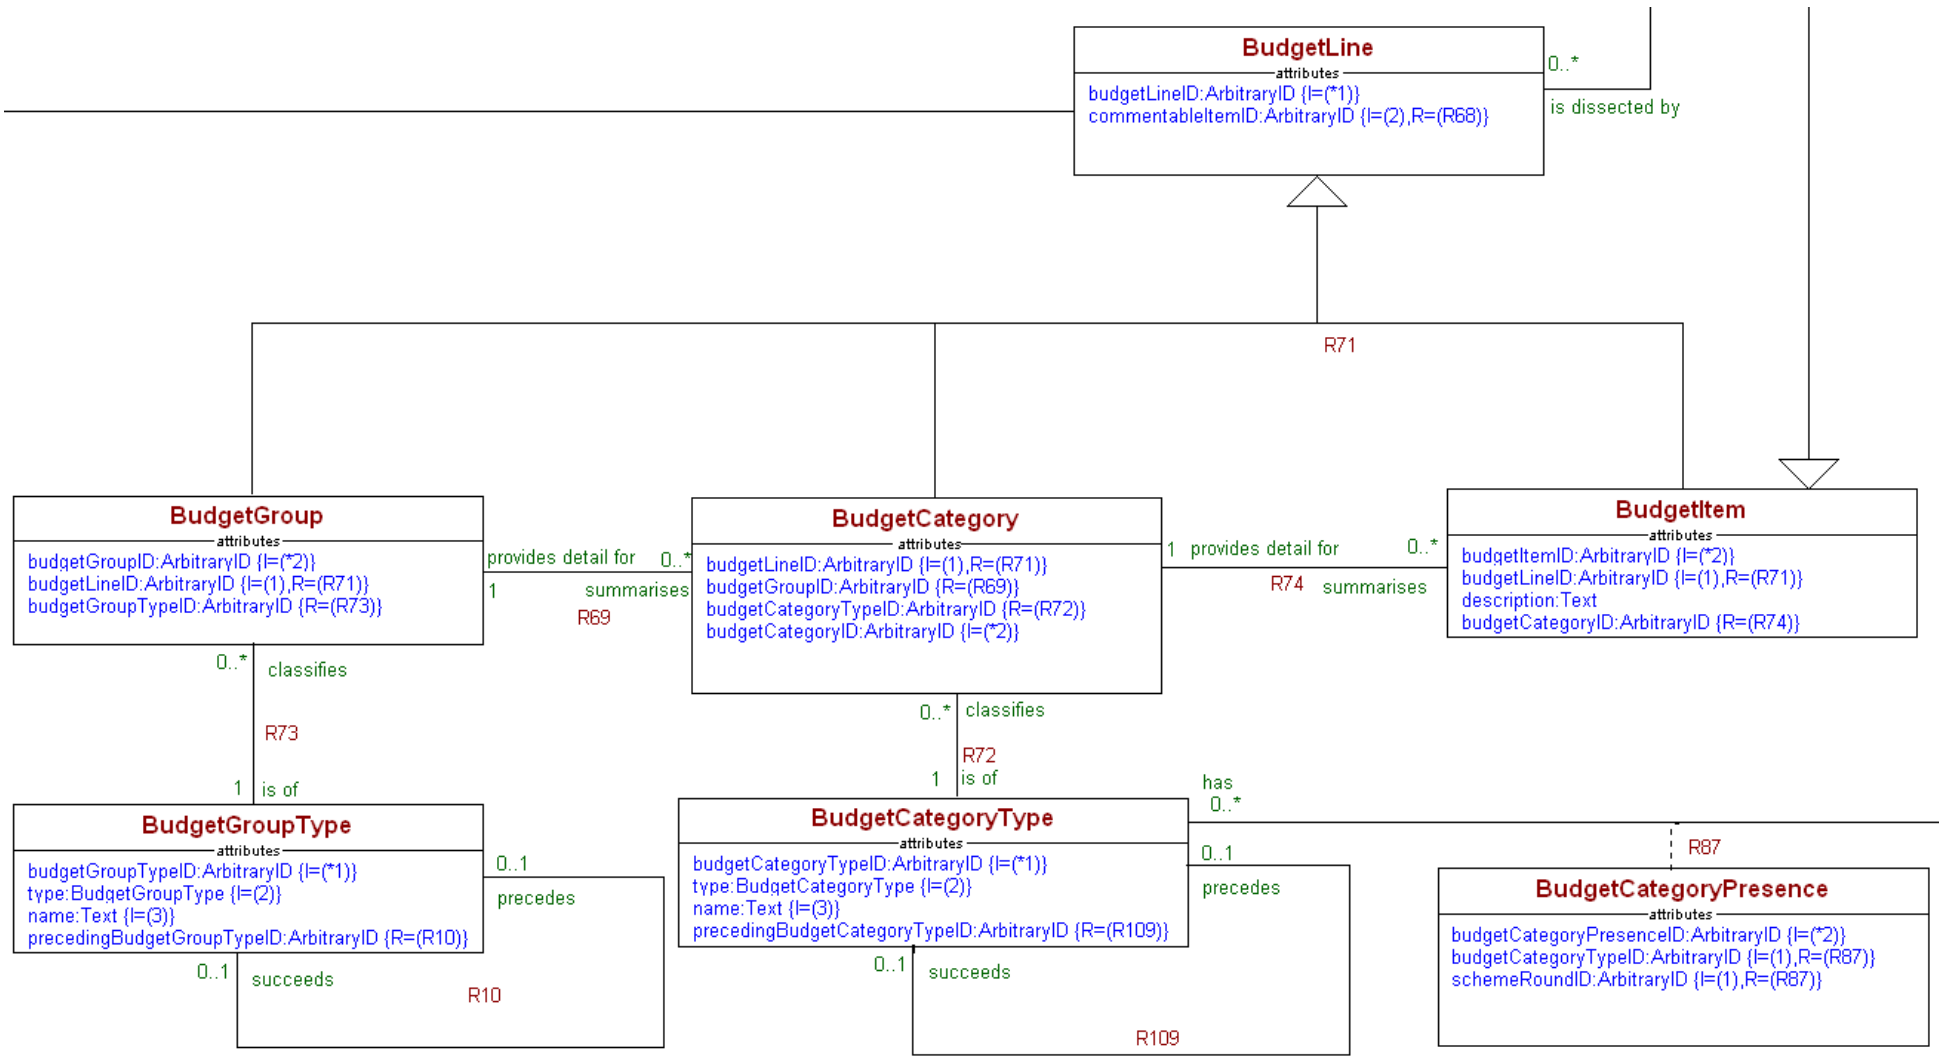 BudgetLine
attributes
budgetLineID:ArbitraryID {I=(*1)}
commentableItemID:ArbitraryID {I=(2),R=(R68)}
0..*
is dissected by
R71
BudgetGroup
attributes
budgetGroupID:ArbitraryID {I=(*2)}
budgetLineID:ArbitraryID {I=(1),R=(R71)}
budgetGroupTypeID:ArbitraryID {R=(R73)}
provides detail for
0..*
1
summarises
R69
BudgetCategory
attributes
budgetLineID:ArbitraryID {I=(1),R=(R71)}
budgetGroupID:ArbitraryID {R=(R69)}
budgetCategoryTypeID:ArbitraryID {R=(R72)}
budgetCategoryID:ArbitraryID {I=(*2)}
1 provides detail for
0..*
R74
summarises
BudgetItem
attributes
budgetItemID:ArbitraryID {I=(*2)}
budgetLineID:ArbitraryID {I=(1),R=(R71)}
description:Text
budgetCategoryID:ArbitraryID {R=(R74)}
0..*
classifies
R73
1
is of
0..*
classifies
R72
1
is of
has
0..*
BudgetGroupType
attributes
budgetGroupTypeID:ArbitraryID {I=(*1)}
type:BudgetGroupType {I=(2)}
name:Text {I=(3)}
precedingBudgetGroupTypeID:ArbitraryID {R=(R10)}
0..1
precedes
0..1
succeeds
R10
BudgetCategoryType
attributes
budgetCategoryTypeID:ArbitraryID {I=(*1)}
type:BudgetCategoryType {I=(2)}
name:Text {I=(3)}
precedingBudgetCategoryTypeID:ArbitraryID {R=(R109)}
0..1
precedes
0..1
succeeds
R109
R87
BudgetCategoryPresence
attributes
budgetCategoryPresenceID:ArbitraryID {I=(*2)}
budgetCategoryTypeID:ArbitraryID {I=(1),R=(R87)}
schemeRoundID:ArbitraryID {I=(1),R=(R87)}